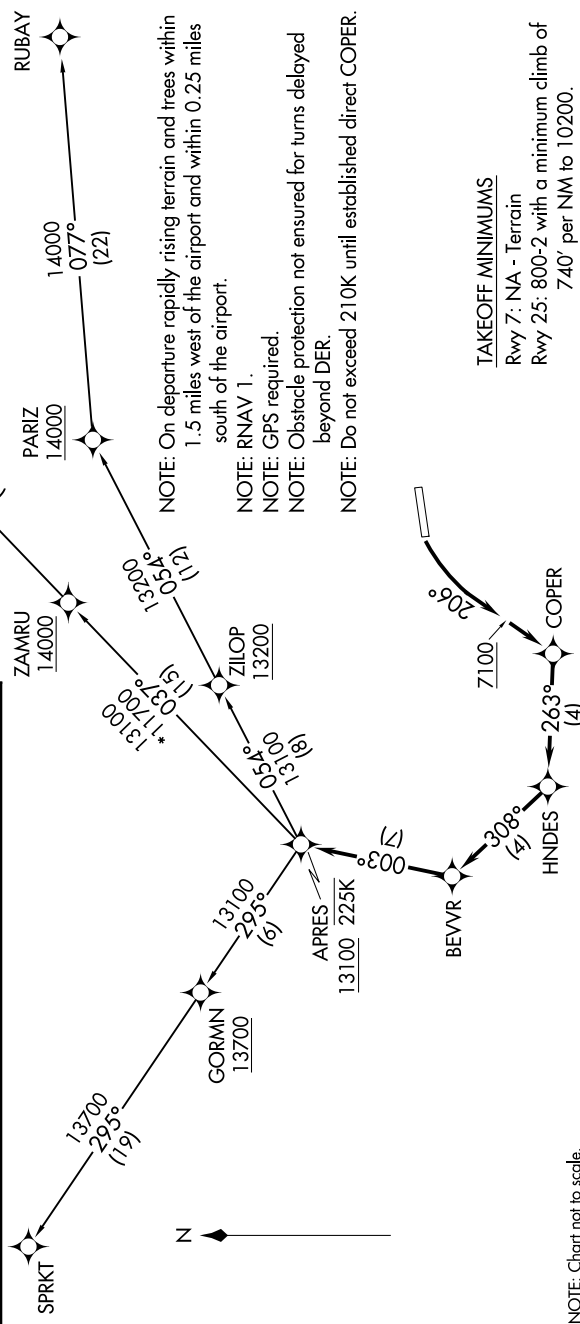 RUBAY
14000
077°
(22)
PARIZ
14000
NOTE: On departure rapidly rising terrain and trees within
1.5 miles west of the airport and within 0.25 miles
south of the airport.
NOTE: RNAV 1.
NOTE: GPS required.
NOTE: Obstacle protection not ensured for turns delayed
beyond DER.
NOTE: Do not exceed 210K until established direct COPER.
TAKEOFF MINIMUMS
Rwy 7: NA - Terrain
Rwy 25: 800-2 with a minimum climb of
740' per NM to 10200.
ZAMRU
14000
13200
054°
(12)
ZILOP
13200
13100
*11700
037°
(15)
054°
13100
(8)
206°
7100
COPER
263°
(4)
HNDES
308°
(4)
BEVVR
003°
(7)
APRES
13100 225K
13100
295°
(6)
GORMN
13700
13700
295°
(19)
SPRKT
N
NOTE: Chart not to scale.